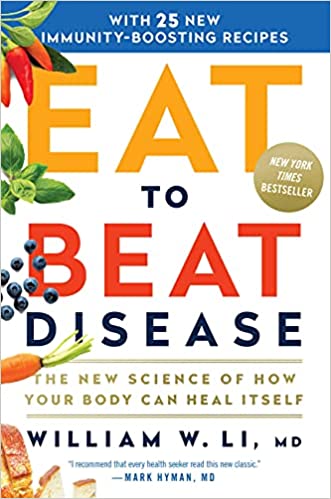 WITH 25 NEW
IMMUNITY-BOOSTING RECIPES
EAT
TO
BEAT
DISEASE
NEW YORK
TIMES
BESTSELLER
THE NEW SCIENCE OF HOW
YOUR BODY CAN HEAL ITSELF
WILLIAM W. LI, MD
"I recommend that every health seeker read this new classic."
—MARK HYMAN, MD